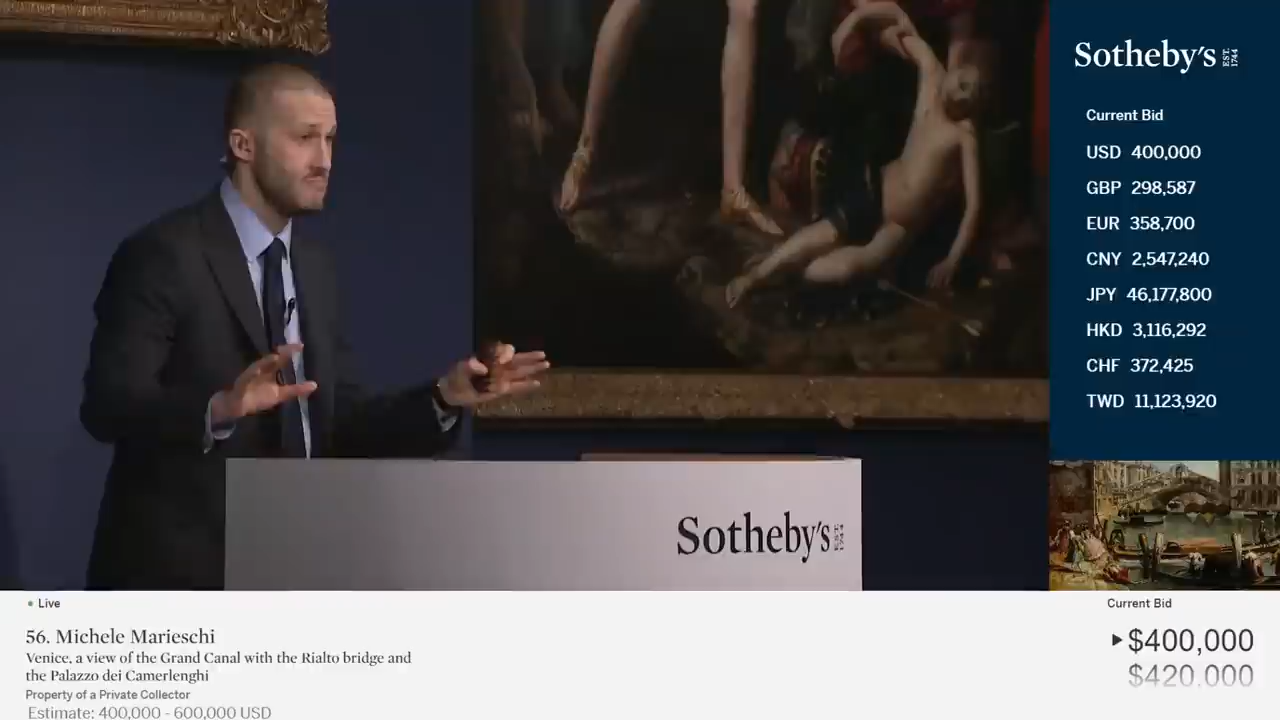 Sotheby's EST. 1744
Current Bid
USD 400,000
GBP 298,587
EUR 358,700
CNY 2,547,240
JPY 46,177,800
HKD 3,116,292
CHF 372,425
TWD 11,123,920
Sotheby's EST. 1744
Live
56. Michele Marieschi
Venice, a view of the Grand Canal with the Rialto bridge and
the Palazzo dei Camerlenghi
Property of a Private Collector
Estimate: 400,000 - 600,000 USD
Current Bid
$400,000
$420,000